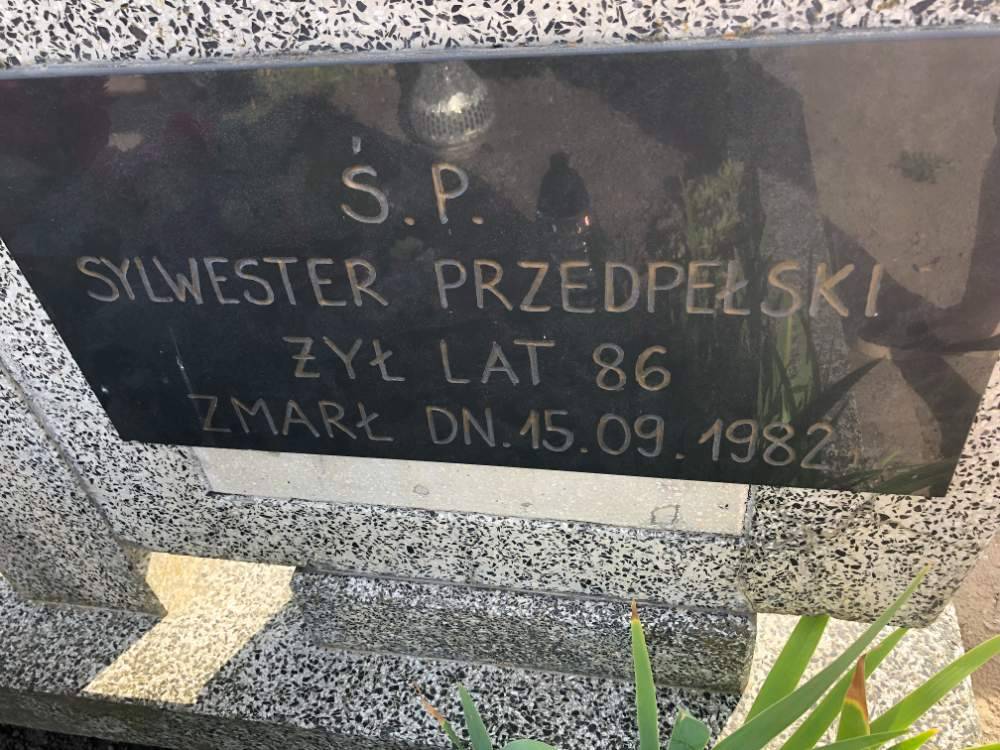 Ś.P.
SYLWESTER PRZEDPEŁSKI
ŻYŁ LAT 86
ZMARŁ DN. 15.09.1982